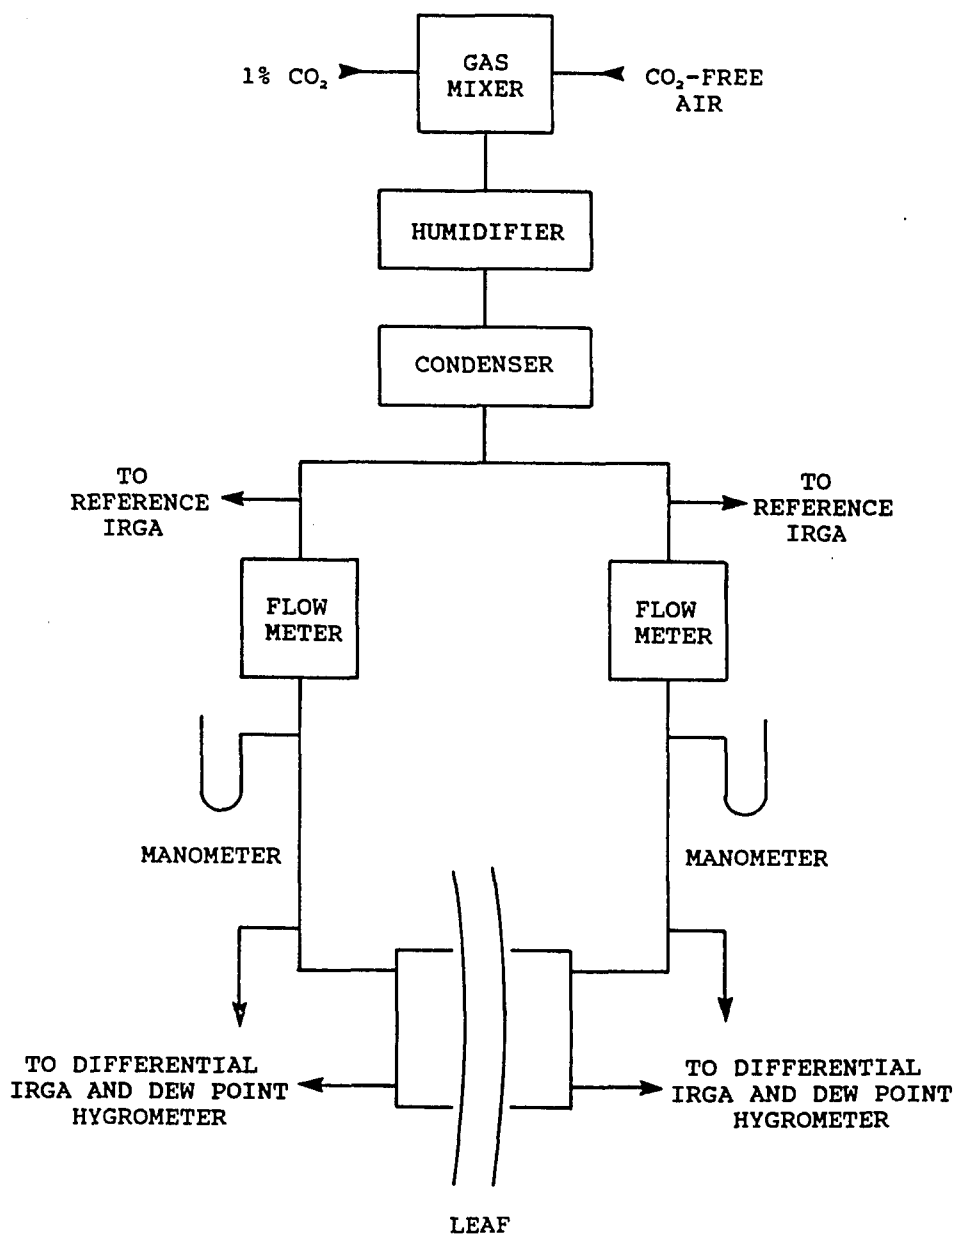 1% CO₂
GAS
MIXER
CO₂-FREE
AIR
HUMIDIFIER
CONDENSER
TO
REFERENCE
IRGA
TO
REFERENCE
IRGA
FLOW
METER
FLOW
METER
MANOMETER
MANOMETER
TO DIFFERENTIAL
IRGA AND DEW POINT
HYGROMETER
TO DIFFERENTIAL
IRGA AND DEW POINT
HYGROMETER
LEAF